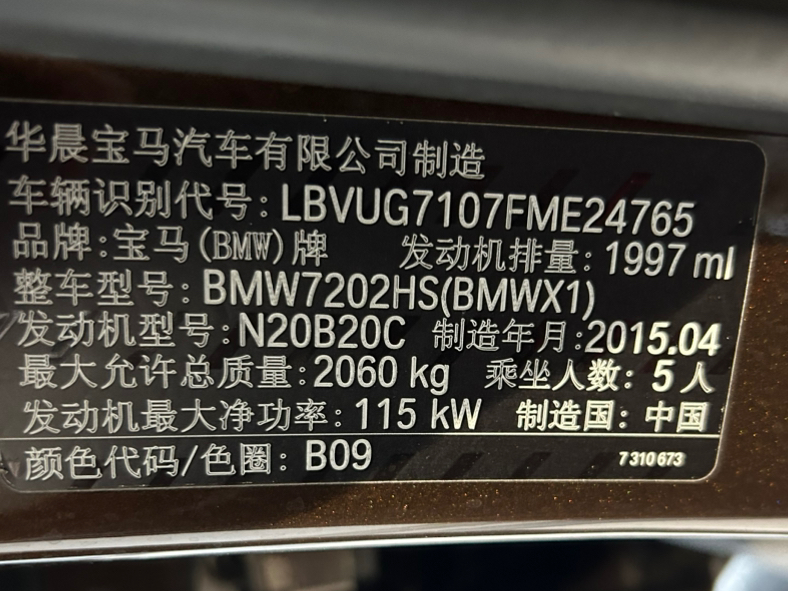 华晨宝马汽车有限公司制造
车辆识别代号: LBVUG7107FME24765
品牌:宝马(BMW)牌 发动机排量: 1997 ml
整车型号: BMW7202HS(BMWX1)
发动机型号: N20B20C 制造年月: 2015.04
最大允许总质量: 2060 kg 乘坐人数: 5人
发动机最大净功率: 115 kW 制造国: 中国
颜色代码/色圈: B09 7310673